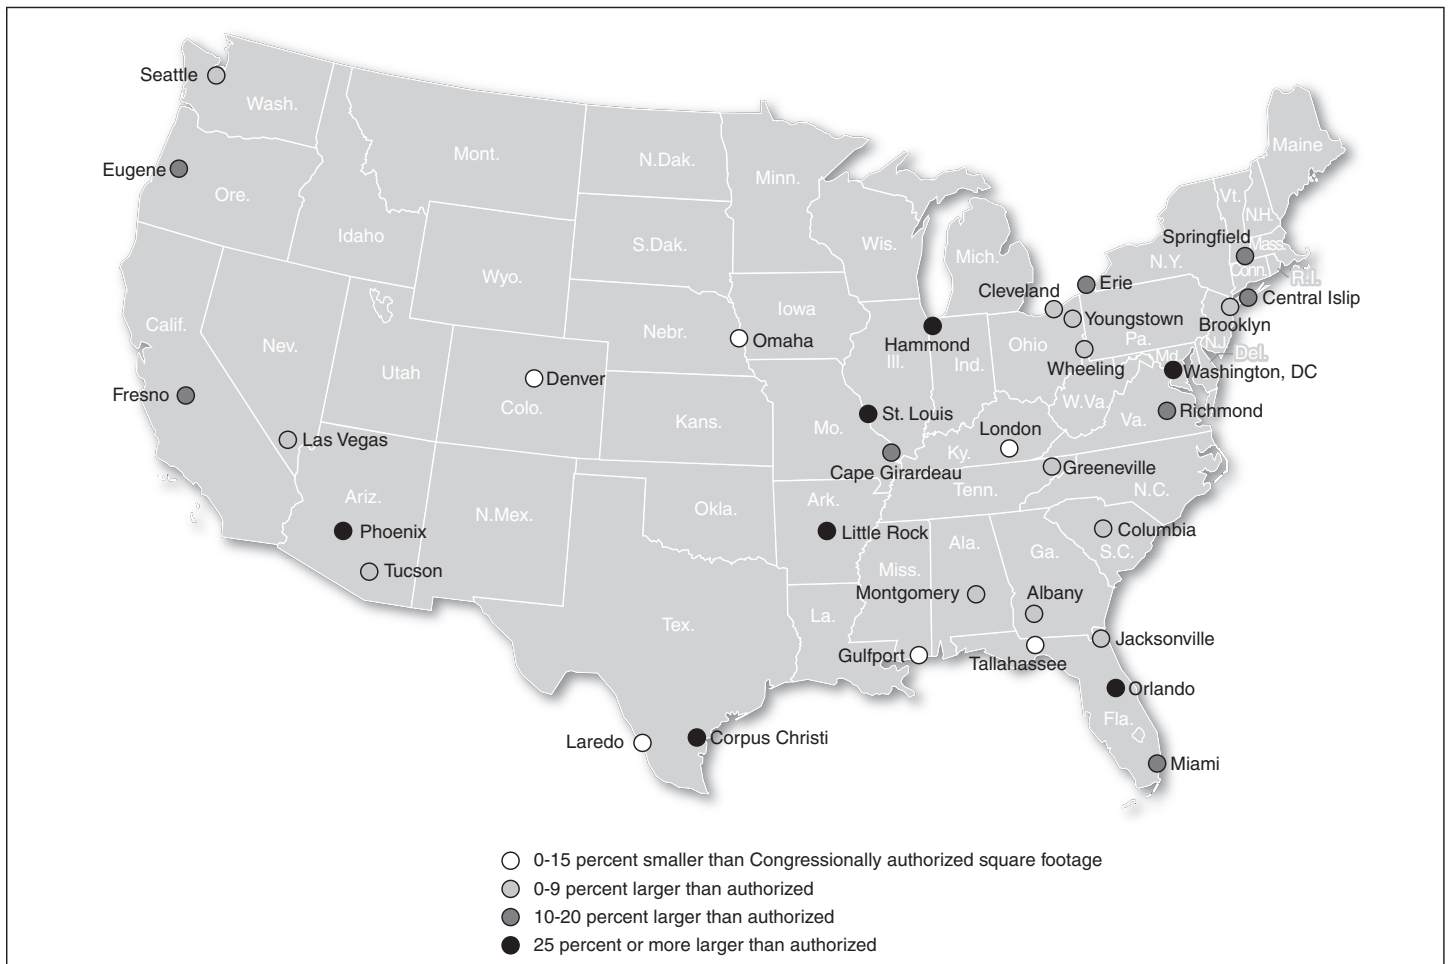 Seattle
Wash.
Mont.
N.Dak.
Minn.
Maine
Eugene
Ore.
Idaho
S.Dak.
Wis.
Mich.
Vt.
N.H.
Springfield
Mass.
Conn.
R.I.
N.Y.
Wyo.
Cleveland
Erie
Central Islip
Calif.
Nev.
Utah
Nebr.
Iowa
Omaha
Hammond
Ill.
Ind.
Ohio
Youngstown
Brooklyn
Pa.
N.J.
Md.
Del.
Wheeling
Washington, DC
Denver
Colo.
Fresno
Kans.
Mo.
St. Louis
W.Va.
Va.
Richmond
Las Vegas
London
Ky.
Cape Girardeau
Greeneville
Ariz.
N.Mex.
Okla.
Ark.
Tenn.
N.C.
Phoenix
Little Rock
Columbia
S.C.
Tucson
Miss.
Ala.
Ga.
Montgomery
Albany
Tex.
La.
Jacksonville
Gulfport
Tallahassee
Orlando
Fla.
Laredo
Corpus Christi
Miami
0-15 percent smaller than Congressionally authorized square footage
0-9 percent larger than authorized
10-20 percent larger than authorized
25 percent or more larger than authorized